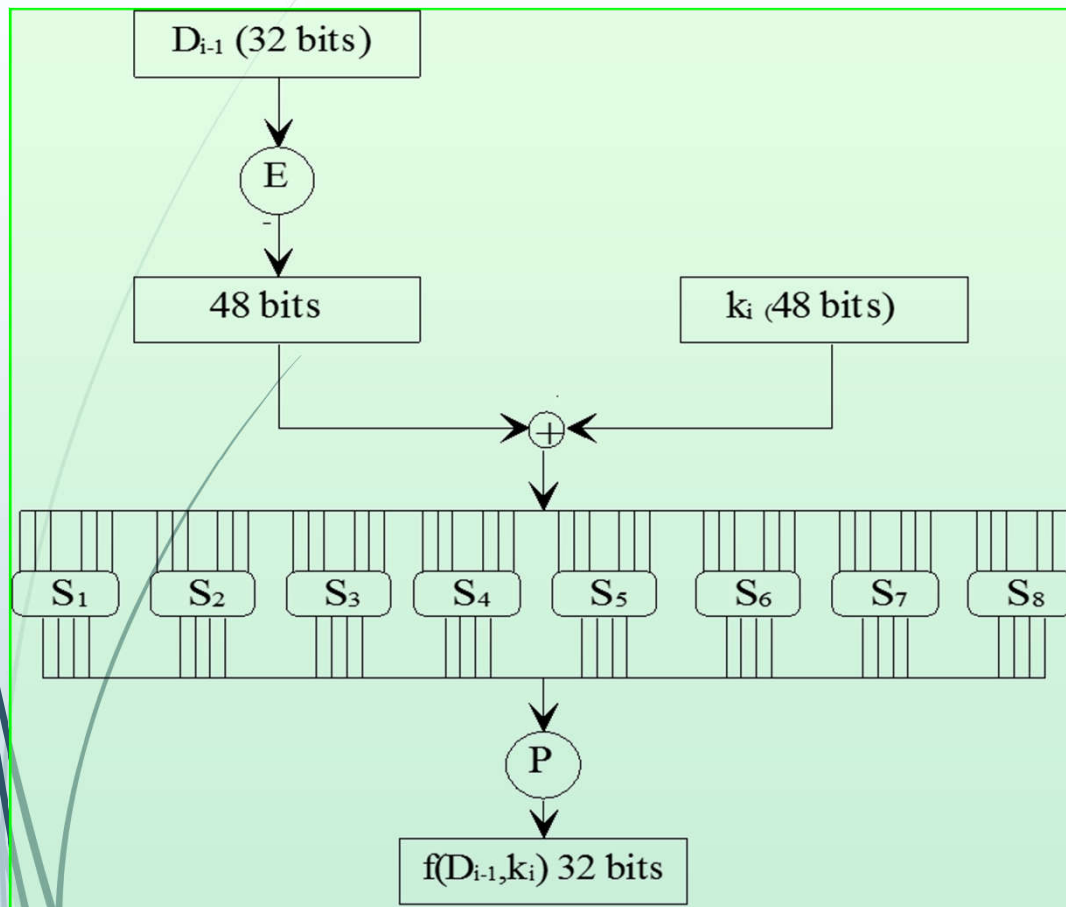 Dᵢ₋₁ (32 bits)
E
48 bits
kᵢ (48 bits)
+
S₁ S₂ S₃ S₄ S₅ S₆ S₇ S₈
P
f(Dᵢ₋₁,kᵢ) 32 bits